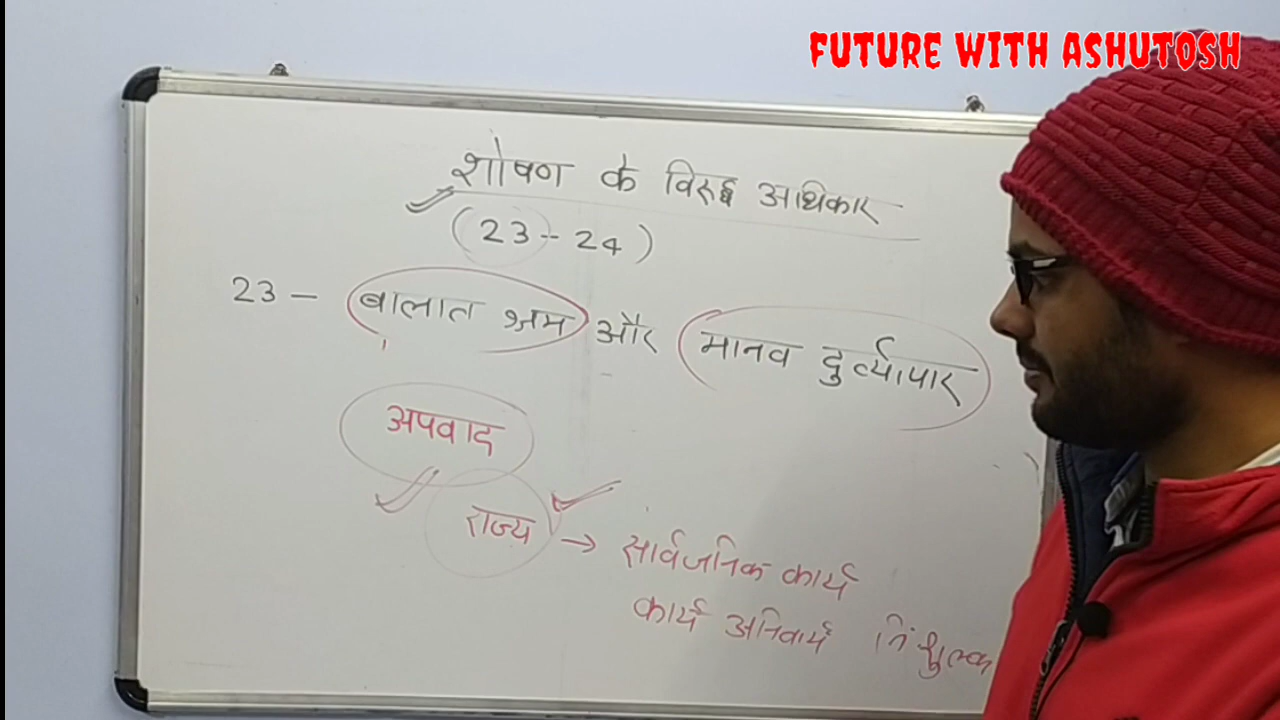 FUTURE WITH ASHUTOSH
शोषण के विरुद्ध अधिकार
(23-24)
23 - बालात श्रम और मानव दुर्व्यापार
अपवाद
राज्य → सार्वजनिक कार्य
कार्य अनिवार्य निःशुल्क